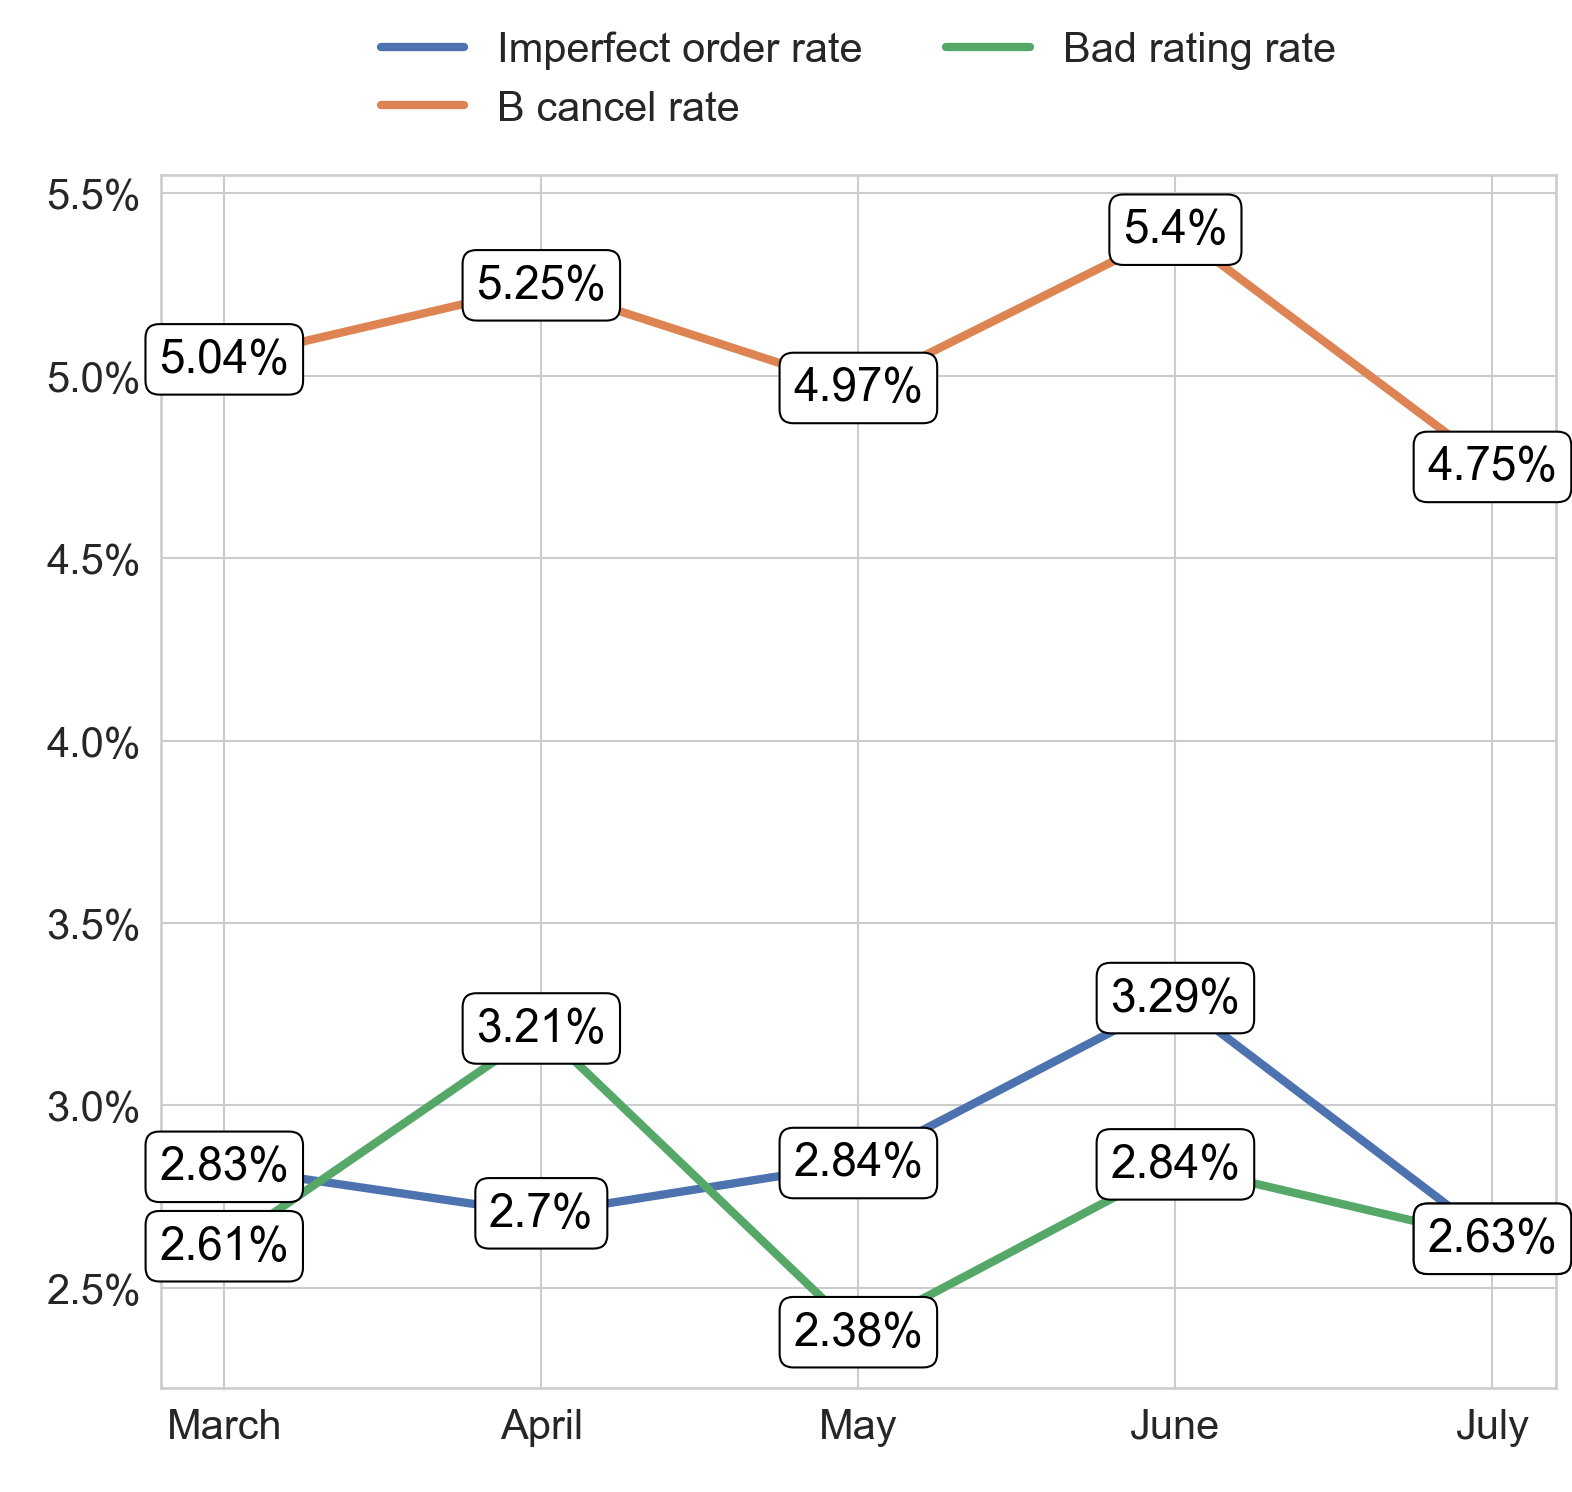 Imperfect order rate
Bad rating rate
B cancel rate
5.5%
5.0%
4.5%
4.0%
3.5%
3.0%
2.5%
5.04%
5.25%
4.97%
5.4%
4.75%
2.83%
2.7%
2.84%
3.29%
2.61%
3.21%
2.38%
2.84%
2.63%
March
April
May
June
July